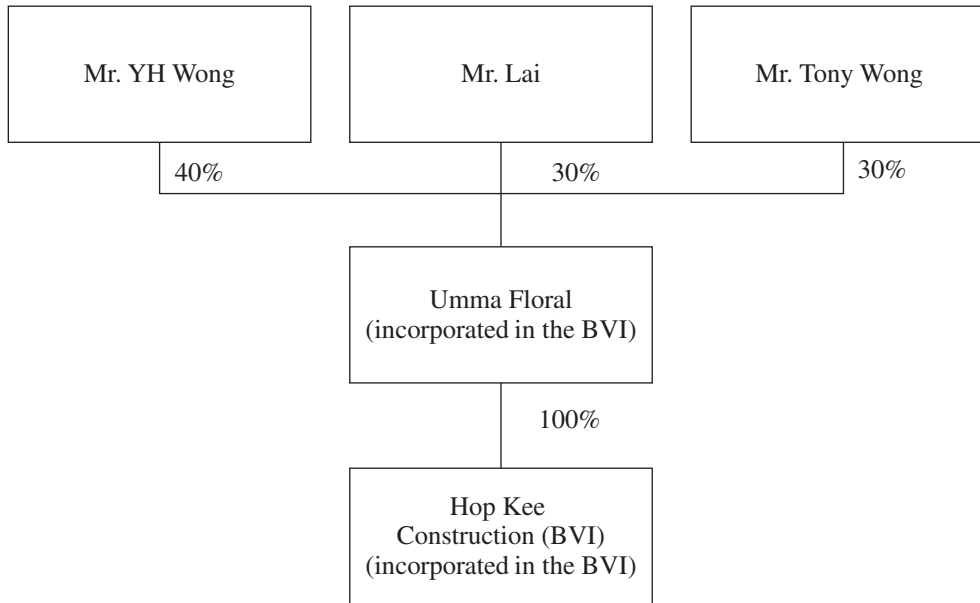 Mr. YH Wong
Mr. Lai
Mr. Tony Wong
40%
30%
30%
Umma Floral
(incorporated in the BVI)
100%
Hop Kee
Construction (BVI)
(incorporated in the BVI)